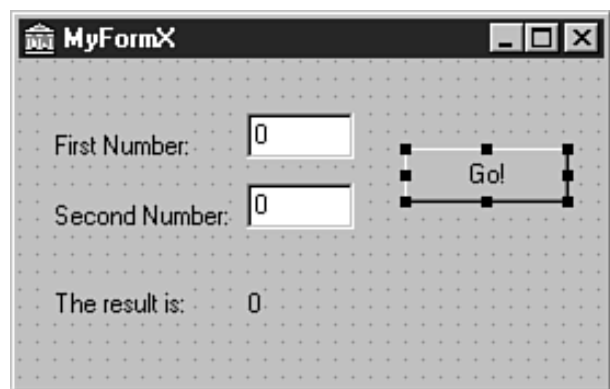 MyFormX
First Number: 0
Go!
Second Number: 0
The result is: 0